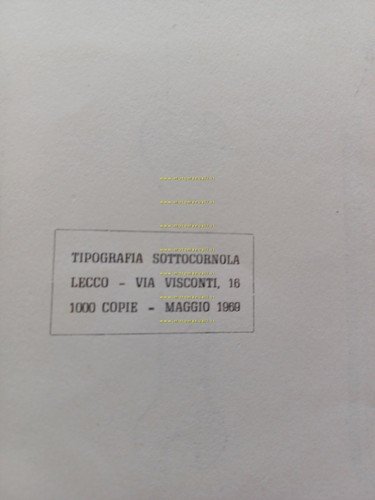 TIPOGRAFIA SOTTOCORNOLA
LECCO - VIA VISCONTI, 16
1000 COPIE - MAGGIO 1969